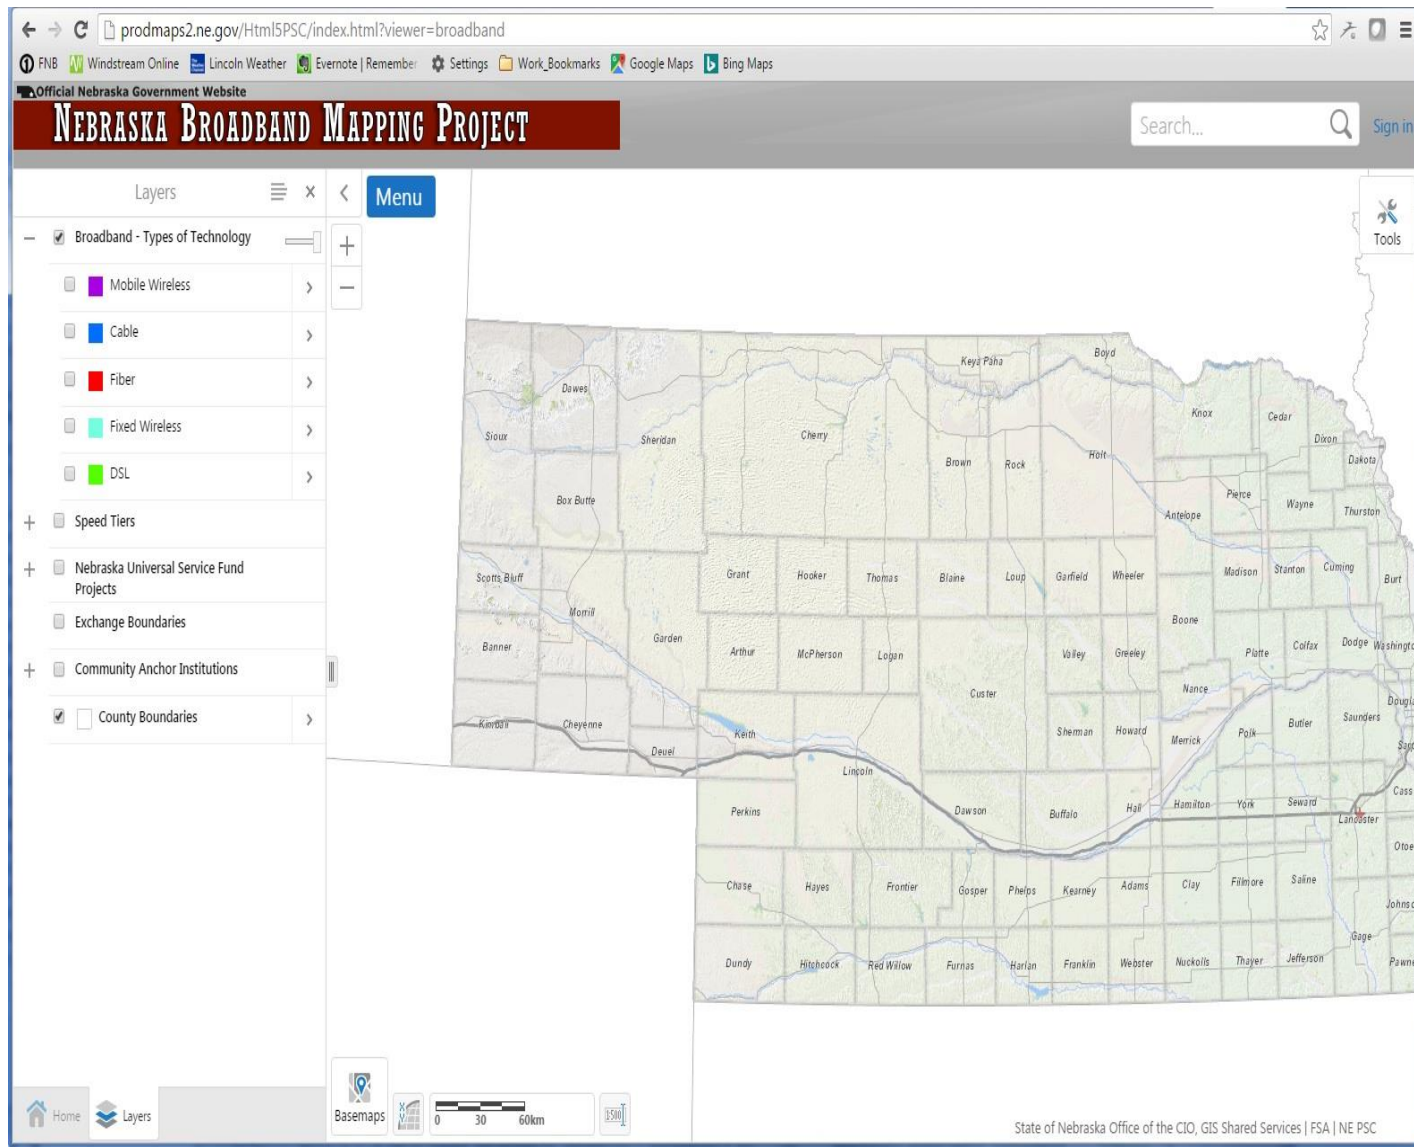 prodmaps2.ne.gov/Html5PSC/index.html?viewer=broadband
FNB Windstream Online Lincoln Weather Evernote | Remember Settings Work_Bookmarks Google Maps Bing Maps
Official Nebraska Government Website
NEBRASKA BROADBAND MAPPING PROJECT
Search...
Sign in
Layers
Menu
Tools
Broadband - Types of Technology
Mobile Wireless
Cable
Fiber
Fixed Wireless
DSL
Speed Tiers
Nebraska Universal Service Fund
Projects
Exchange Boundaries
Community Anchor Institutions
County Boundaries
Keya Paha Boyd
Dawes
Knox Cedar
Sioux Sheridan Cherry Dixon
Brown Rock Holt Dakota
Box Butte Pierce Wayne
Antelope Thurston
Scotts Bluff Grant Hooker Thomas Blaine Loup Garfield Wheeler Madison Stanton Cuming Burt
Morrill Boone
Banner Garden Arthur McPherson Logan Valley Greeley Platte Colfax Dodge Washingto
Custer Nance
Kimball Cheyenne Keith Sherman Howard Merrick Polk Butler Saunders Dougla
Deuel Sarp
Lincoln
Perkins Dawson Buffalo Hall Hamilton York Seward Cass
Lancaster
Otoe
Chase Hayes Frontier Gosper Phelps Kearney Adams Clay Fillmore Saline
Johnso
Gage
Dundy Hitchcock Red Willow Furnas Harlan Franklin Webster Nuckolls Thayer Jefferson Pawne
Home Layers
Basemaps
X Y
0 30 60km
1:500
State of Nebraska Office of the CIO, GIS Shared Services | FSA | NE PSC